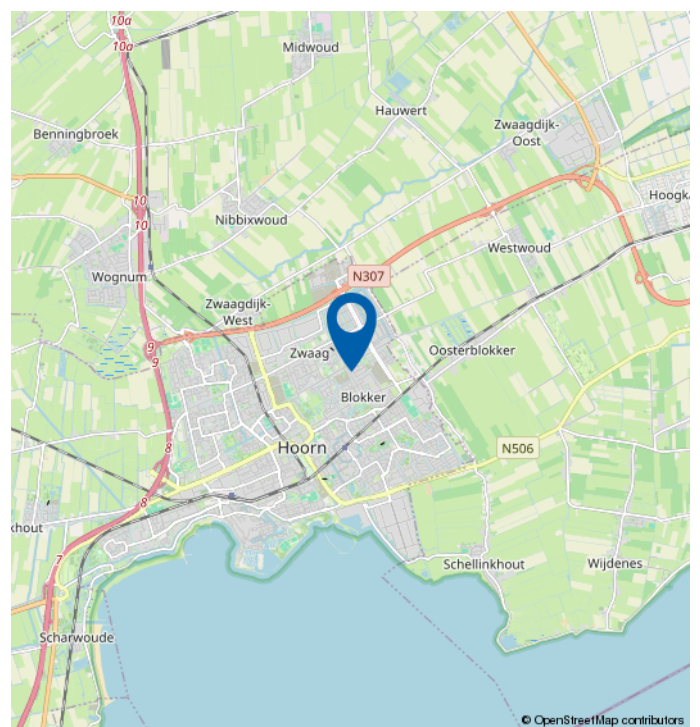 10a
10a
Midwoud
Hauwert
Benningbroek
Zwaagdijk-
Oost
10
10
Nibbixwoud
Hoogka
Westwoud
Wognum
N307
Zwaagdijk-
West
9
9
Zwaag
Oosterblokker
Blokker
8
Hoorn
N506
8
khout
7
Schellinkhout
Wijdenes
Scharwoude
© OpenStreetMap contributors